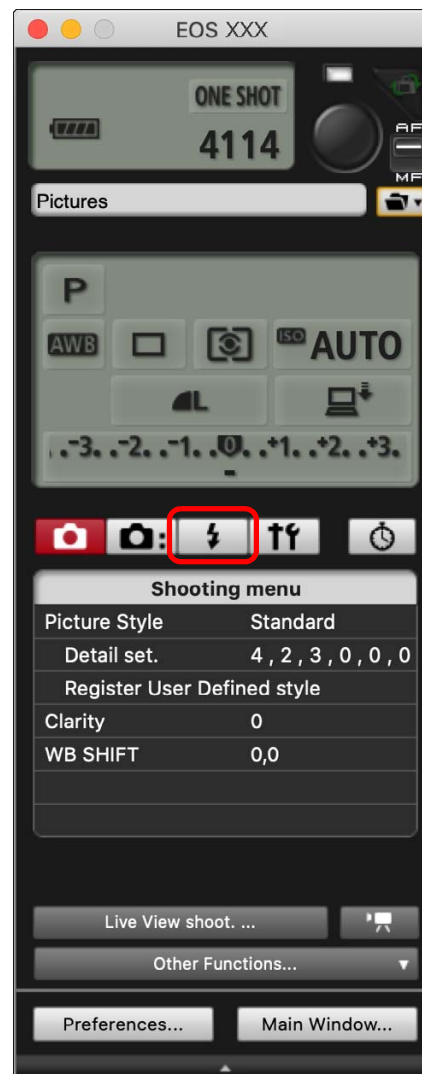 EOS XXX
ONE SHOT
4114
AF
MF
Pictures
P
AWB
ISO AUTO
L
.-3. .-2. .-1. .0. .+1. .+2. .+3.
Shooting menu
Picture Style Standard
Detail set. 4 , 2 , 3 , 0 , 0 , 0
Register User Defined style
Clarity 0
WB SHIFT 0,0
Live View shoot. ...
Other Functions...
Preferences... Main Window...